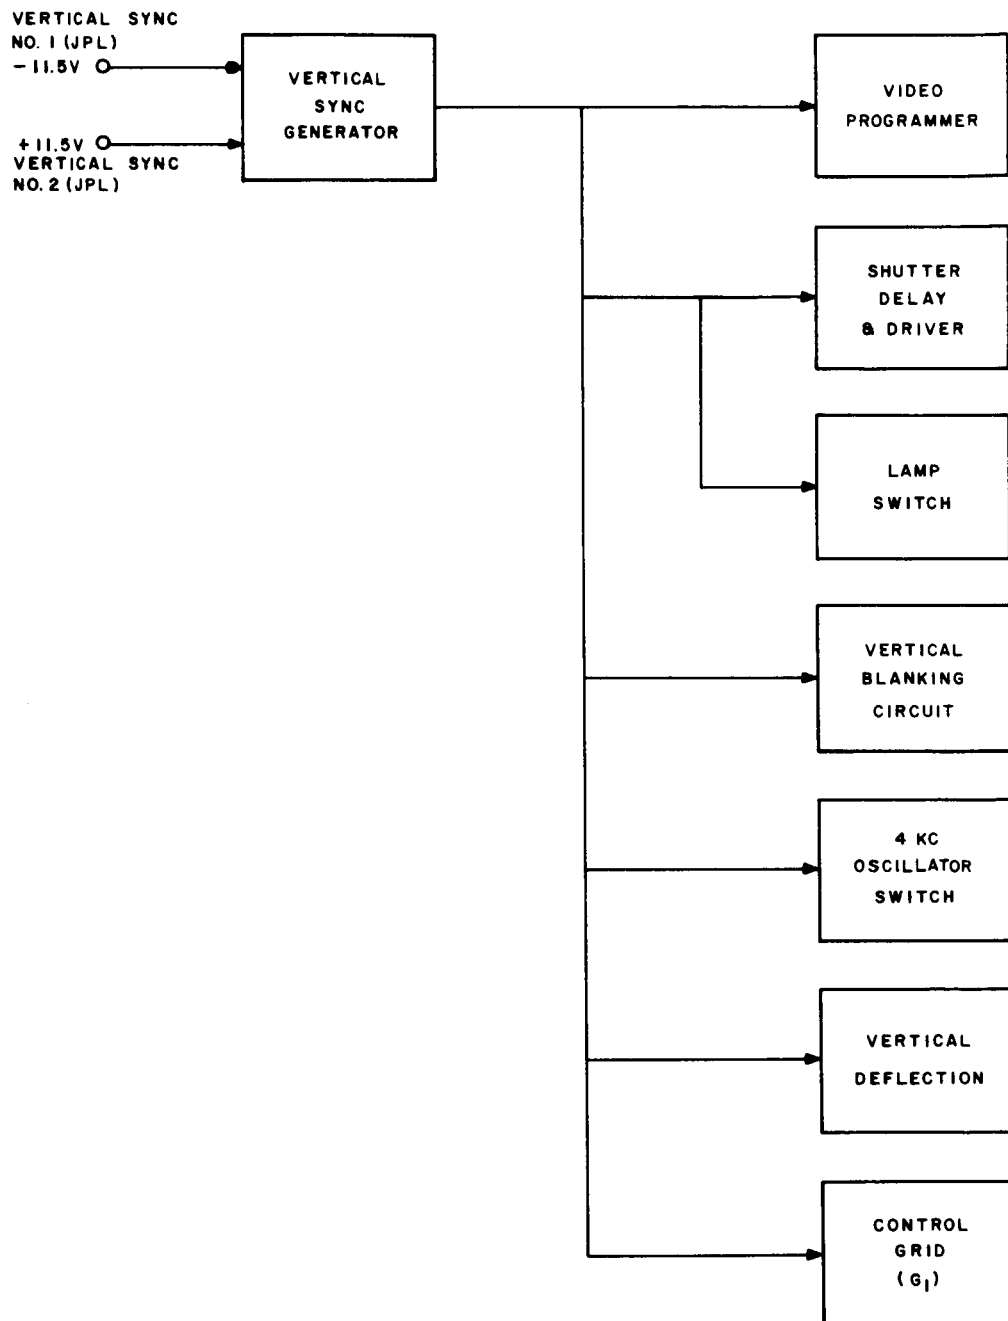 VERTICAL SYNC
NO. 1 (JPL)
-11.5V
+11.5V
VERTICAL SYNC
NO. 2 (JPL)
VERTICAL
SYNC
GENERATOR
VIDEO
PROGRAMMER
SHUTTER
DELAY
& DRIVER
LAMP
SWITCH
VERTICAL
BLANKING
CIRCUIT
4 KC
OSCILLATOR
SWITCH
VERTICAL
DEFLECTION
CONTROL
GRID
(G1)